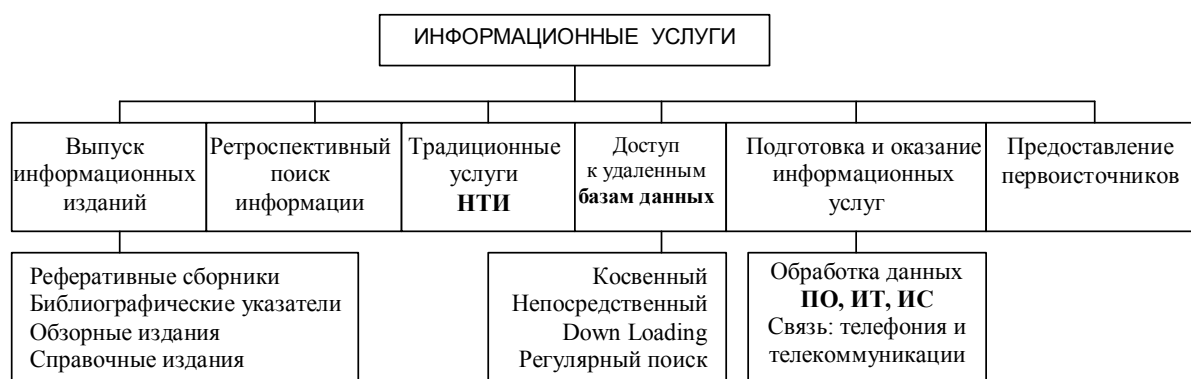 ИНФОРМАЦИОННЫЕ УСЛУГИ
Выпуск
информационных
изданий
Ретроспективный
поиск
информации
Традиционные
услуги
НТИ
Доступ
к удаленным
базам данных
Подготовка и оказание
информационных
услуг
Предоставление
первоисточников
Реферативные сборники
Библиографические указатели
Обзорные издания
Справочные издания
Косвенный
Непосредственный
Down Loading
Регулярный поиск
Обработка данных
ПО, ИТ, ИС
Связь: телефония и
телекоммуникации